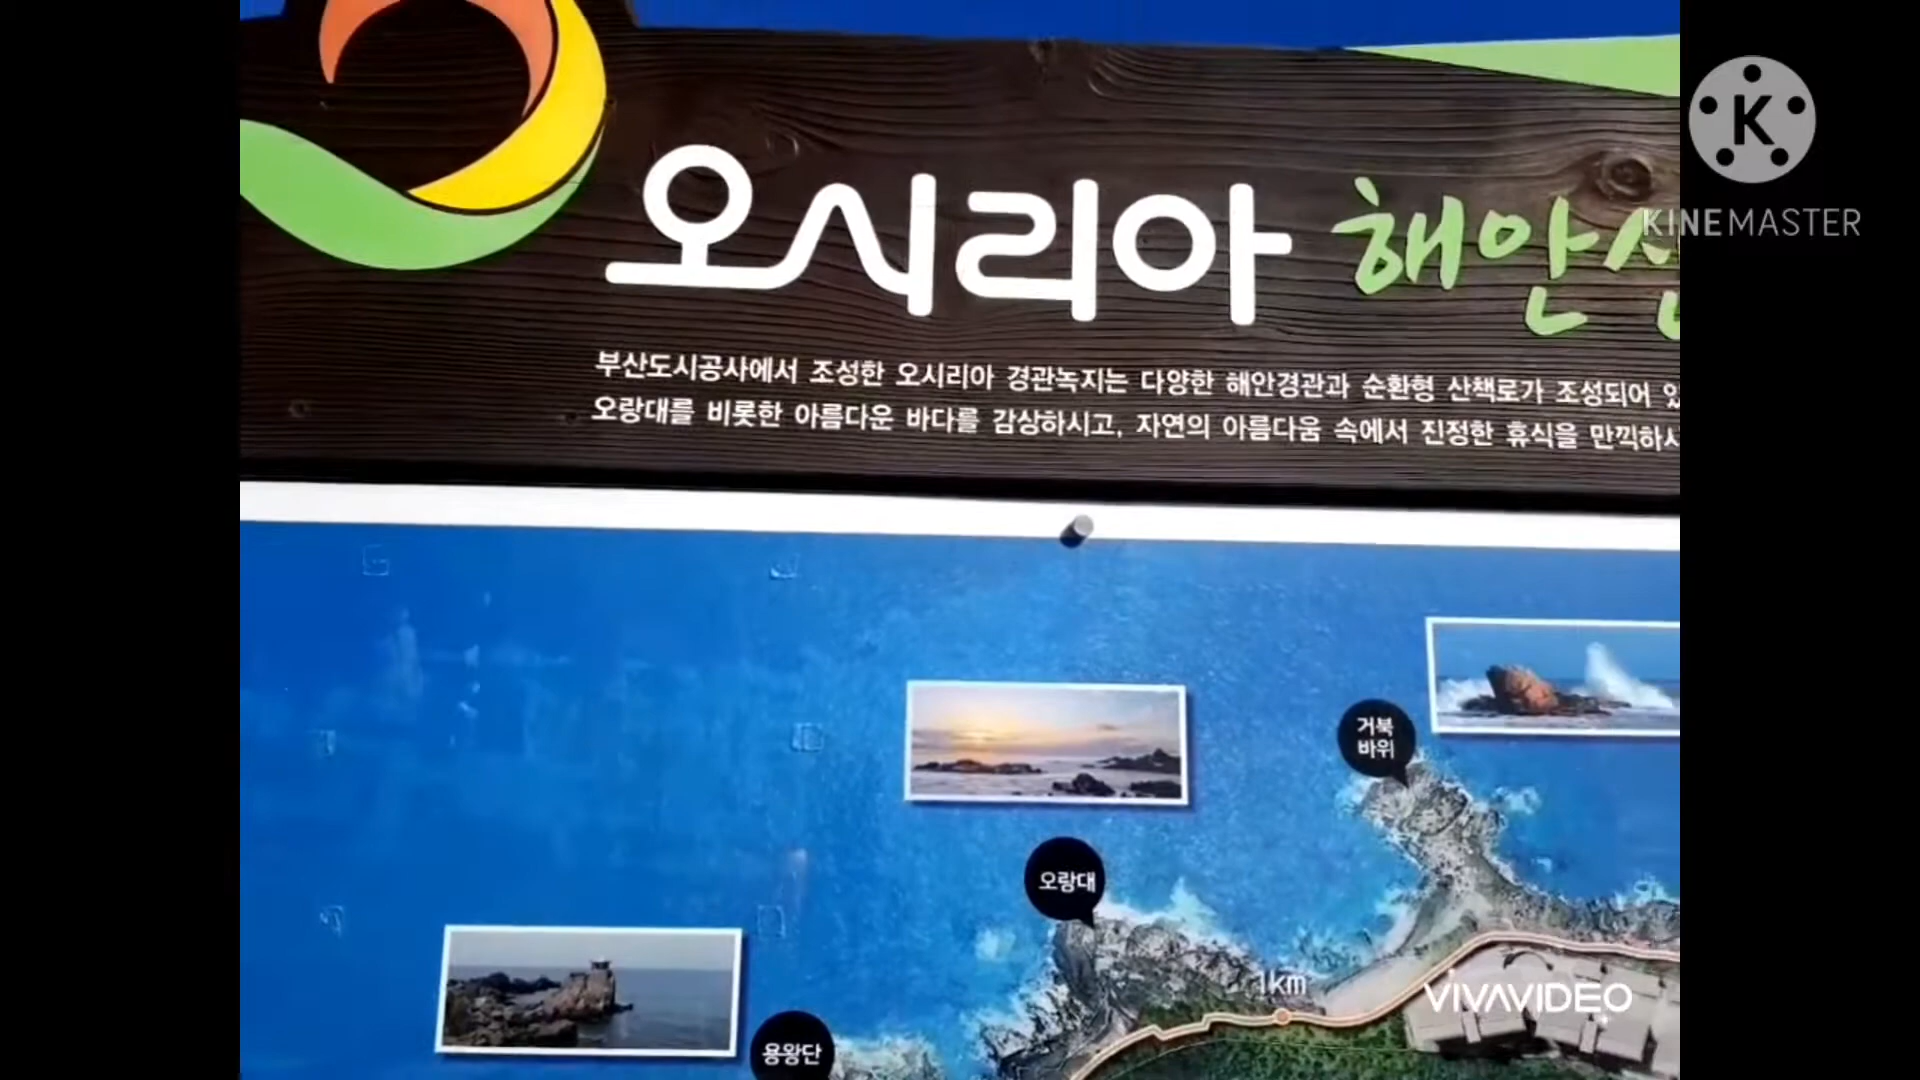 오시리아 해안
부산도시공사에서 조성한 오시리아 경관녹지는 다양한 해안경관과 순환형 산책로가 조성되어
오랑대를 비롯한 아름다운 바다를 감상하시고, 자연의 아름다움 속에서 진정한 휴식을 만끽하시
거북
바위
오랑대
용왕단
1km
K
KINEMASTER
VIVAVIDEO